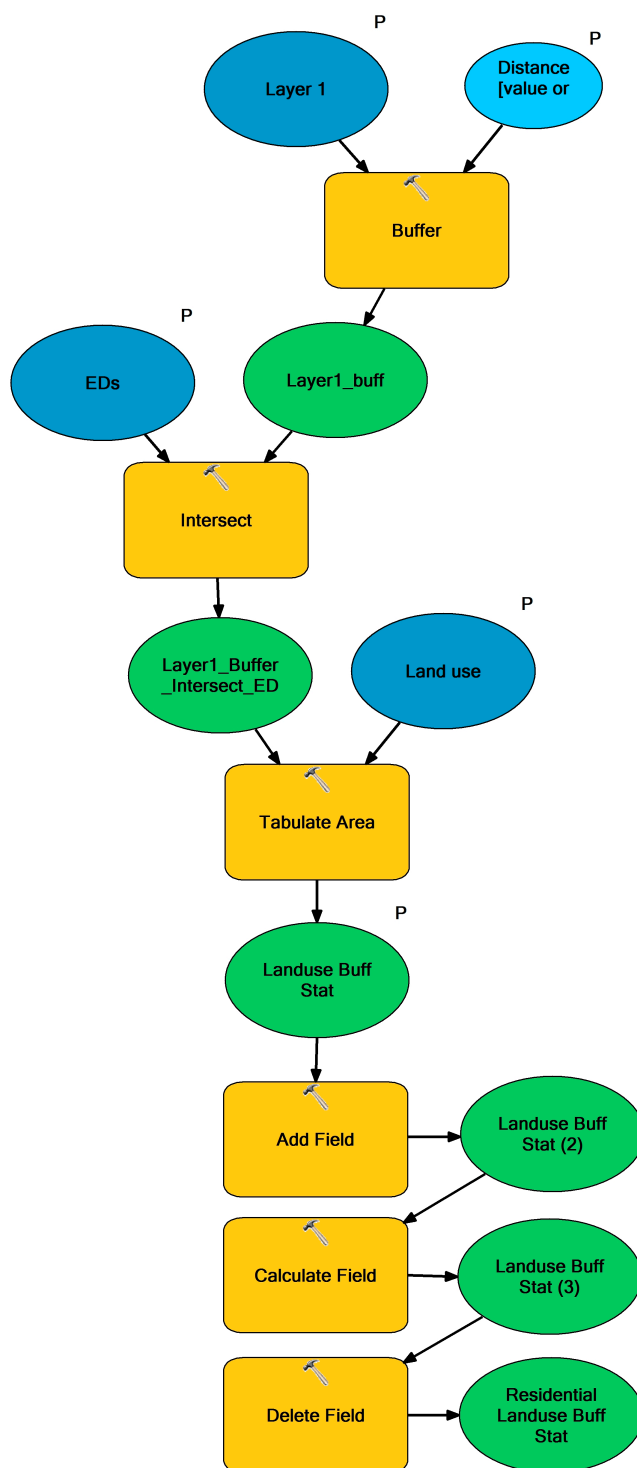 P
P
Layer 1
Distance
[value or
Buffer
P
EDs
Layer1_buff
Intersect
P
Layer1_Buffer
_Intersect_ED
Land use
Tabulate Area
P
Landuse Buff
Stat
Add Field
Landuse Buff
Stat (2)
Calculate Field
Landuse Buff
Stat (3)
Delete Field
Residential
Landuse Buff
Stat